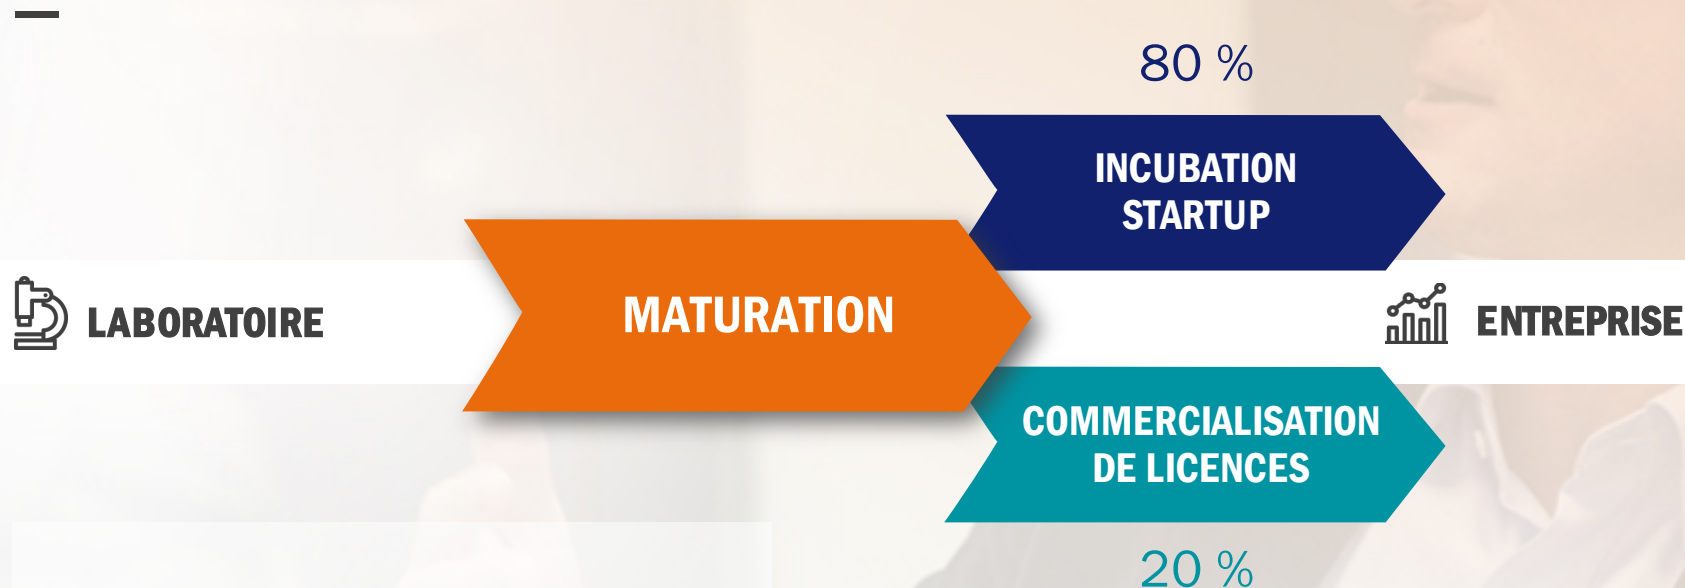 80 %
INCUBATION
STARTUP
LABORATOIRE
MATURATION
ENTREPRISE
COMMERCIALISATION
DE LICENCES
20 %